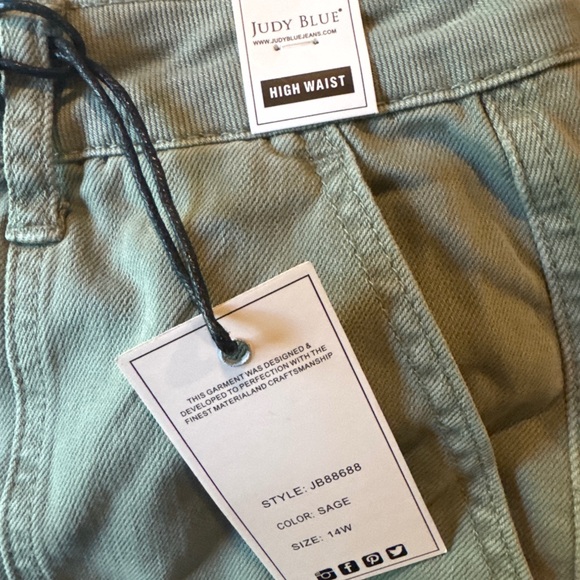 JUDY BLUE®
WWW.JUDYBLUEJEANS.COM
HIGH WAIST
THIS GARMENT WAS DESIGNED &
DEVELOPED TO PERFECTION WITH THE
FINEST MATERIALAND CRAFTSMANSHIP
STYLE: JB88688
COLOR: SAGE
SIZE: 14W